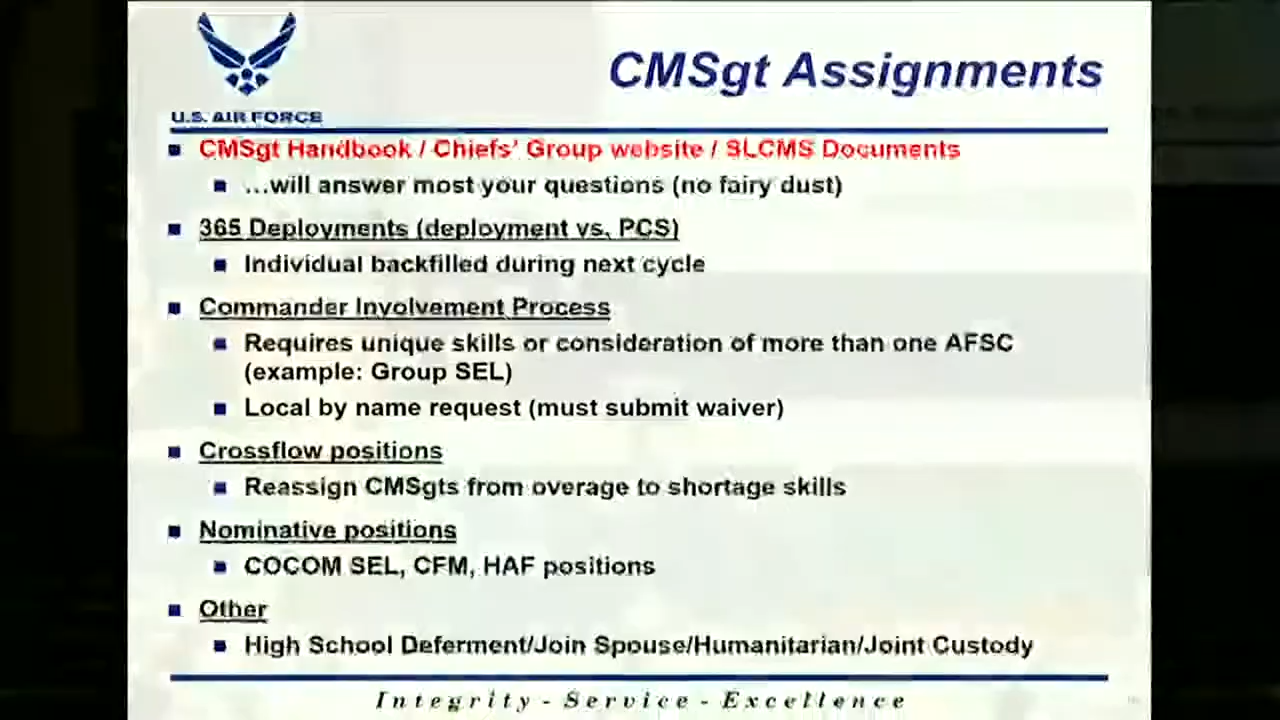 CMSgt Assignments
U.S. AIR FORCE
CMSgt Handbook / Chiefs' Group website / SLCMS Documents
...will answer most your questions (no fairy dust)
365 Deployments (deployment vs. PCS)
Individual backfilled during next cycle
Commander Involvement Process
Requires unique skills or consideration of more than one AFSC
(example: Group SEL)
Local by name request (must submit waiver)
Crossflow positions
Reassign CMSgts from overage to shortage skills
Nominative positions
COCOM SEL, CFM, HAF positions
Other
High School Deferment/Join Spouse/Humanitarian/Joint Custody
Integrity - Service - Excellence